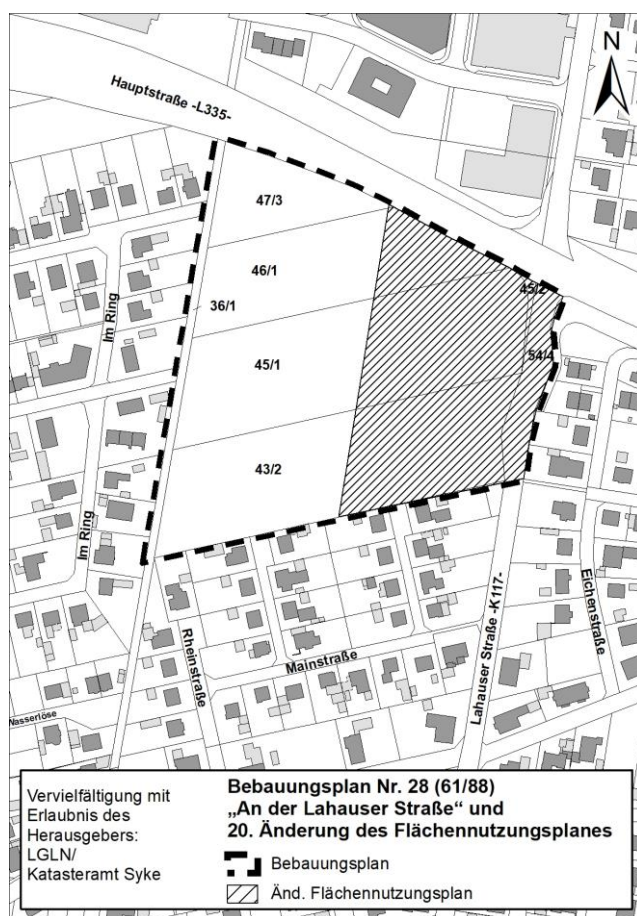 N
Hauptstraße -L335-
47/3
46/1
45/2
36/1
Im Ring
54/4
45/1
43/2
Im Ring
Eichenstraße
Rheinstraße
Mainstraße
Lahauser Straße -K117-
Wasserlöse
Vervielfältigung mit
Erlaubnis des
Herausgebers:
LGLN/
Katasteramt Syke
Bebauungsplan Nr. 28 (61/88)
„An der Lahauser Straße“ und
20. Änderung des Flächennutzungsplanes
Bebauungsplan
Änd. Flächennutzungsplan